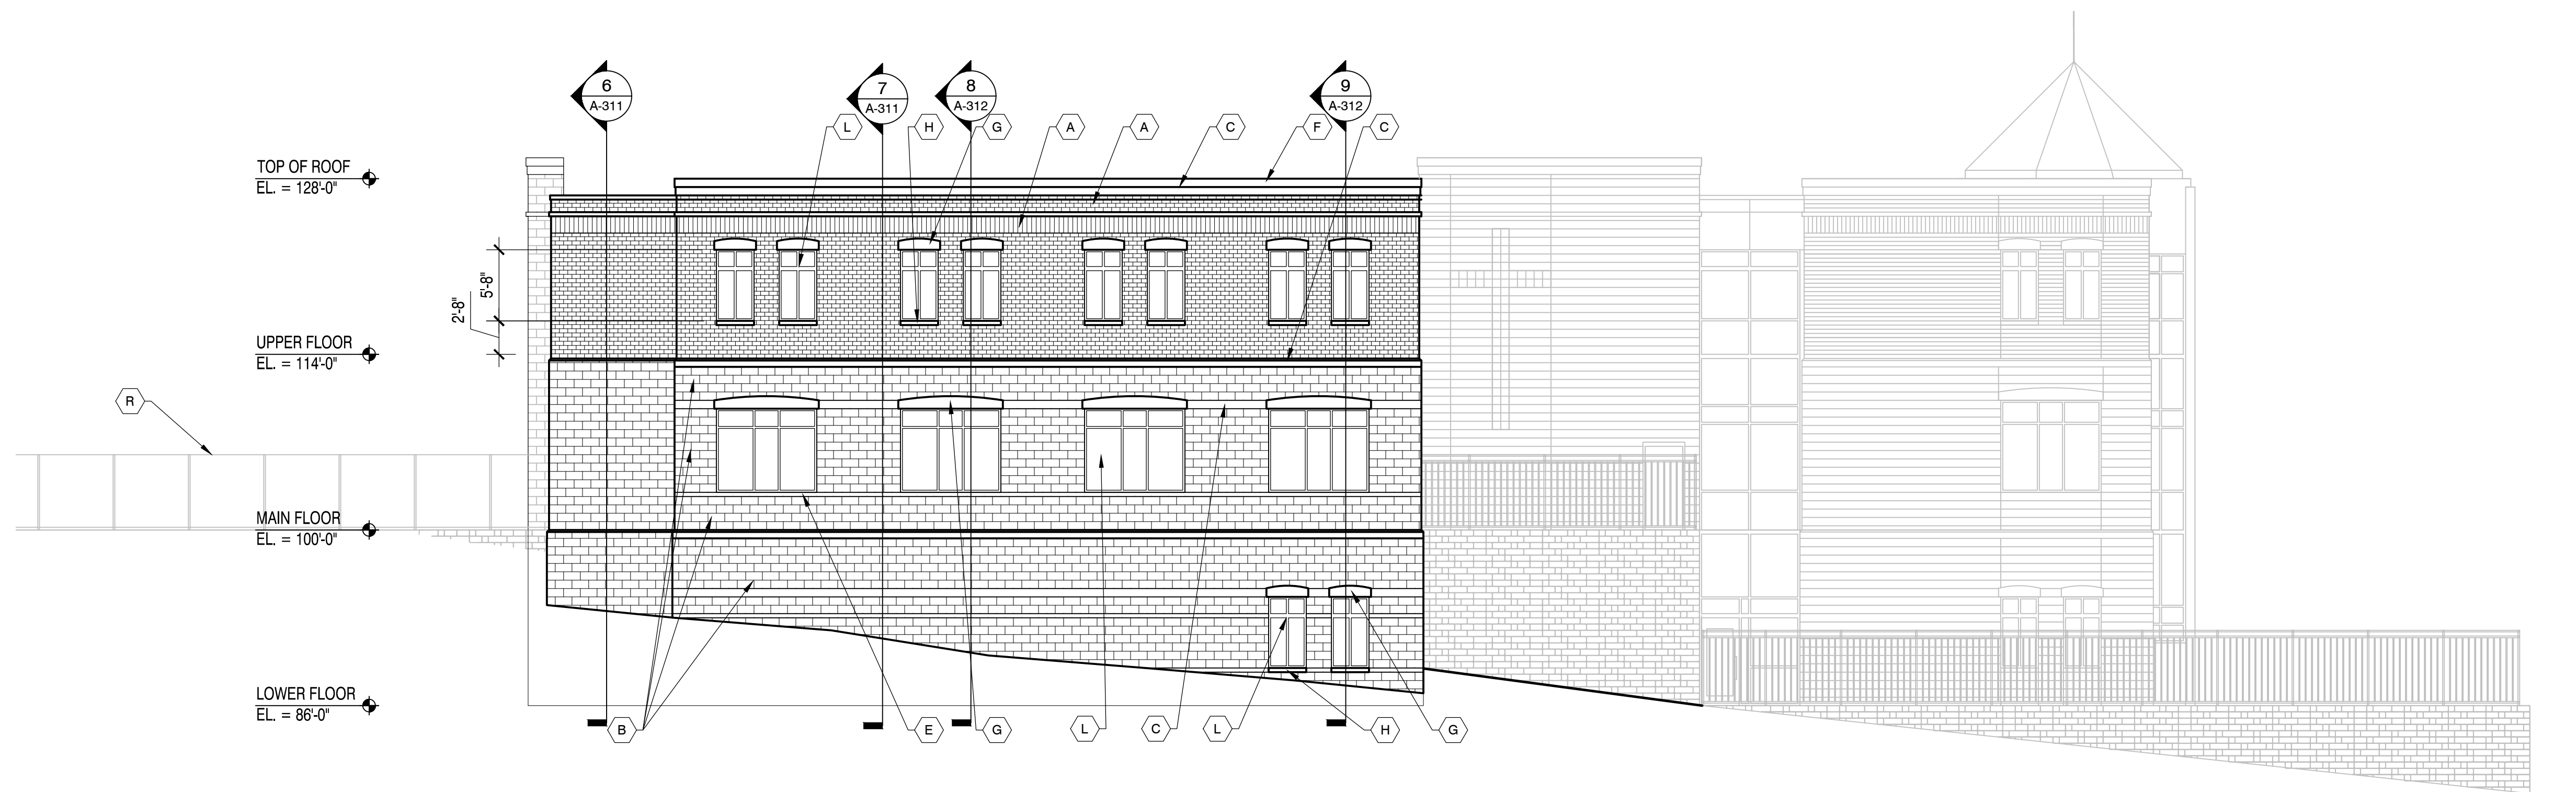 6
A-311
7
A-311
8
A-312
9
A-312
L
H
G
A
A
C
F
C
TOP OF ROOF
EL. = 128'-0"
5'-8"
2'-8"
UPPER FLOOR
EL. = 114'-0"
R
MAIN FLOOR
EL. = 100'-0"
LOWER FLOOR
EL. = 86'-0"
B
E
G
L
C
L
H
G